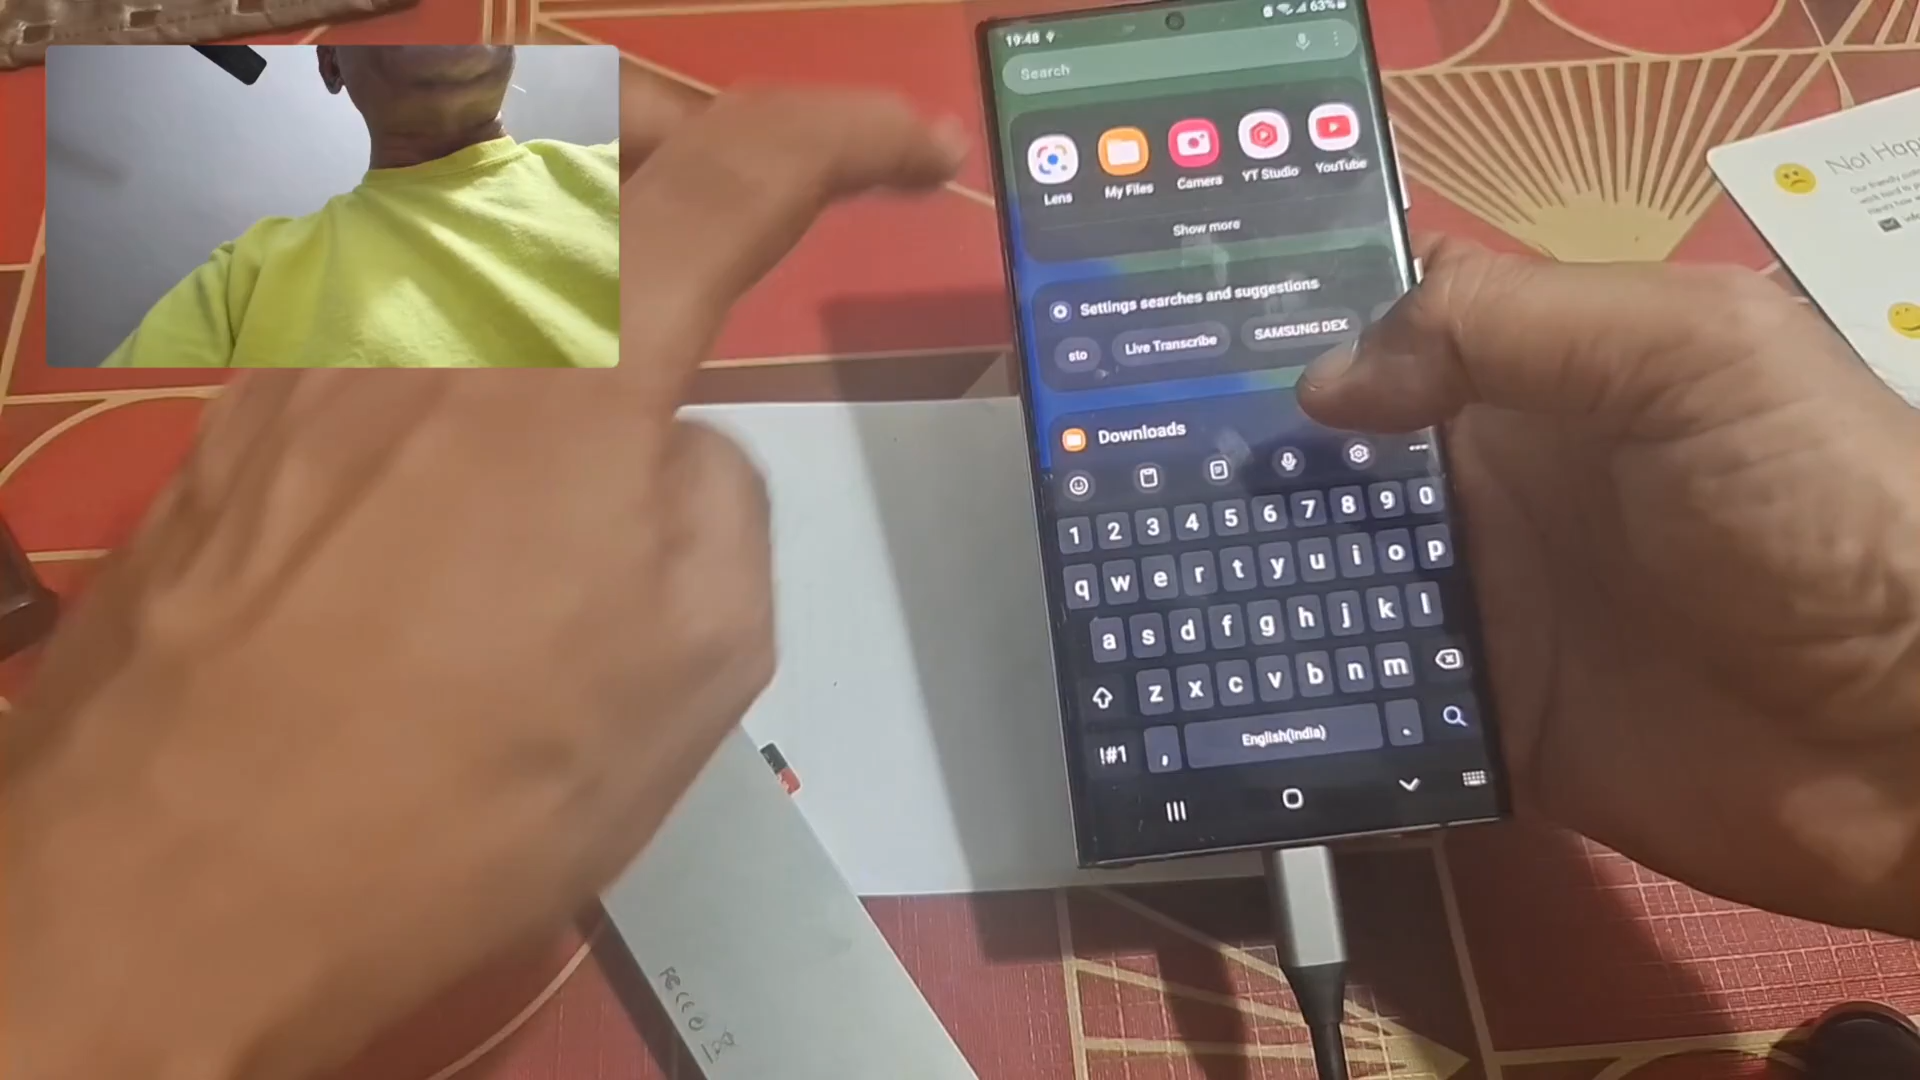 19:48
63%
Search
Lens
My Files
Camera
YT Studio
YouTube
Show more
Settings searches and suggestions
sto
Live Transcribe
SAMSUNG DEX
Downloads
1 2 3 4 5 6 7 8 9 0
q w e r t y u i o p
a s d f g h j k l
z x c v b n m
!#1 , English(India) .
Not Hap
Our friendly